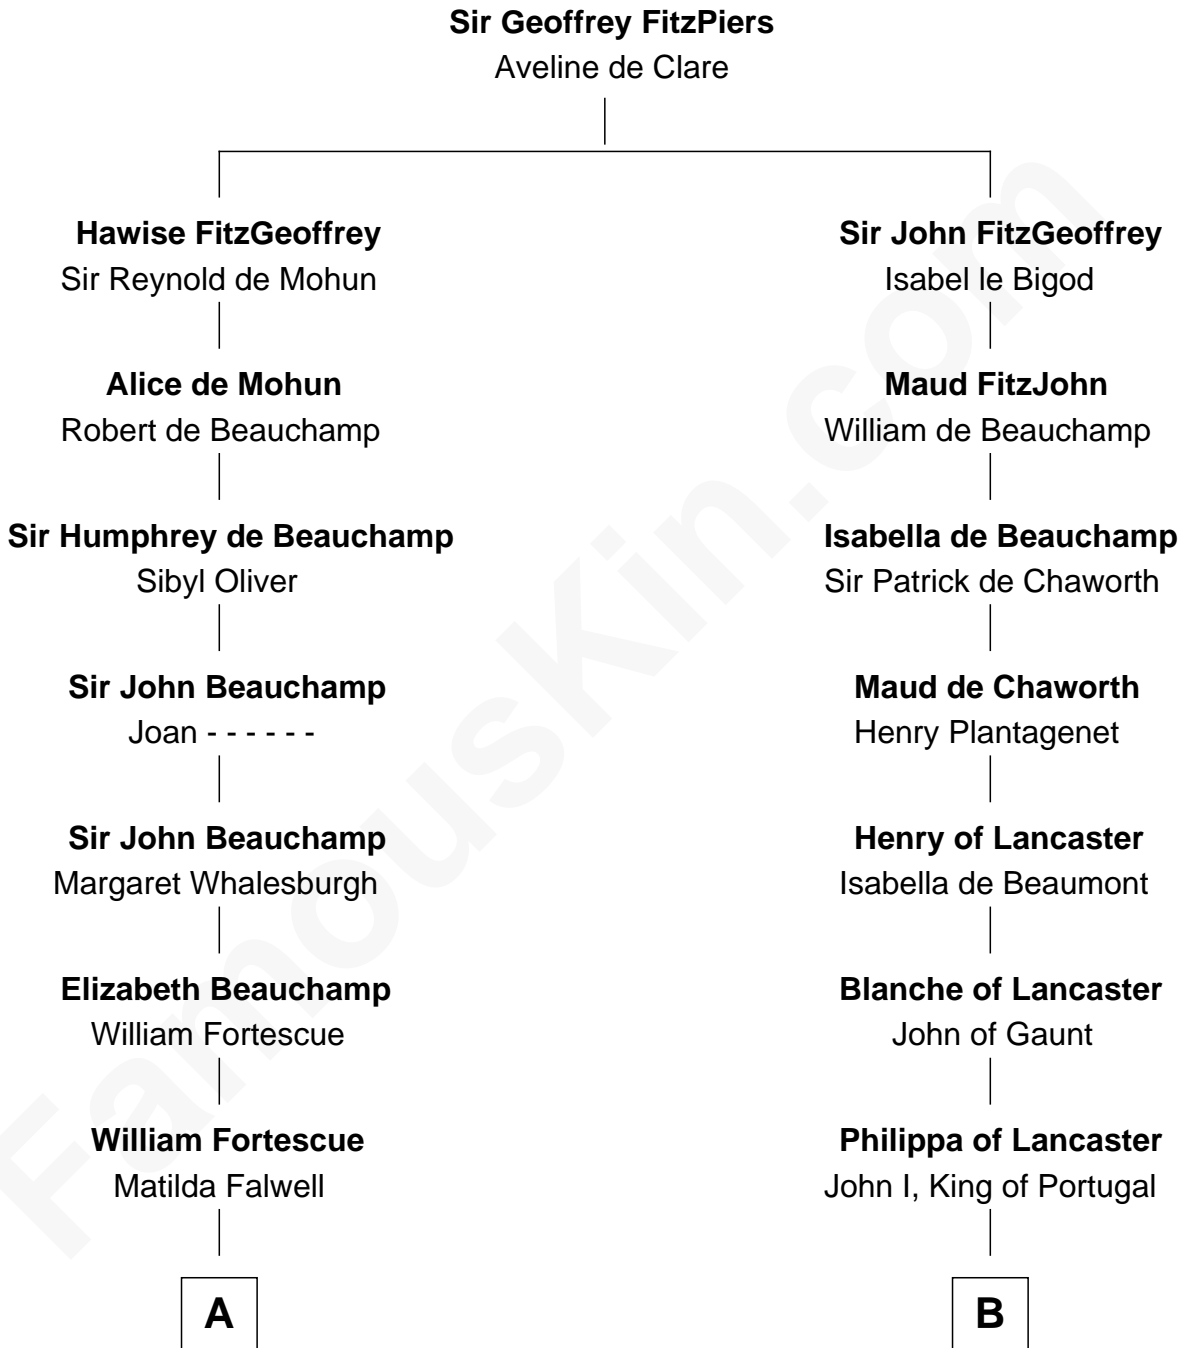 Sir Geoffrey FitzPiers
Aveline de Clare
Hawise FitzGeoffrey
Sir Reynold de Mohun
Alice de Mohun
Robert de Beauchamp
Sir Humphrey de Beauchamp
Sibyl Oliver
Sir John Beauchamp
Joan - - - - - -
Sir John Beauchamp
Margaret Whalesburgh
Elizabeth Beauchamp
William Fortescue
William Fortescue
Matilda Falwell
A
Sir John FitzGeoffrey
Isabel le Bigod
Maud FitzJohn
William de Beauchamp
Isabella de Beauchamp
Sir Patrick de Chaworth
Maud de Chaworth
Henry Plantagenet
Henry of Lancaster
Isabella de Beaumont
Blanche of Lancaster
John of Gaunt
Philippa of Lancaster
John I, King of Portugal
B
FamousKin.com